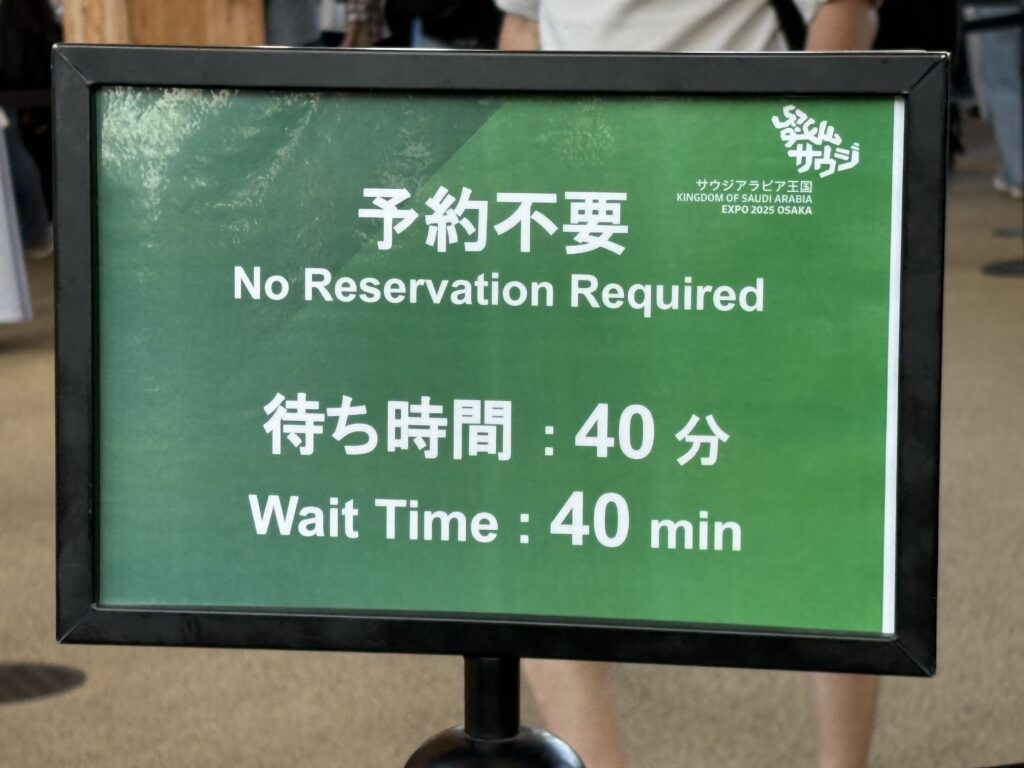 サウジ
サウジアラビア王国
KINGDOM OF SAUDI ARABIA
EXPO 2025 OSAKA
予約不要
No Reservation Required
待ち時間 : 40 分
Wait Time : 40 min